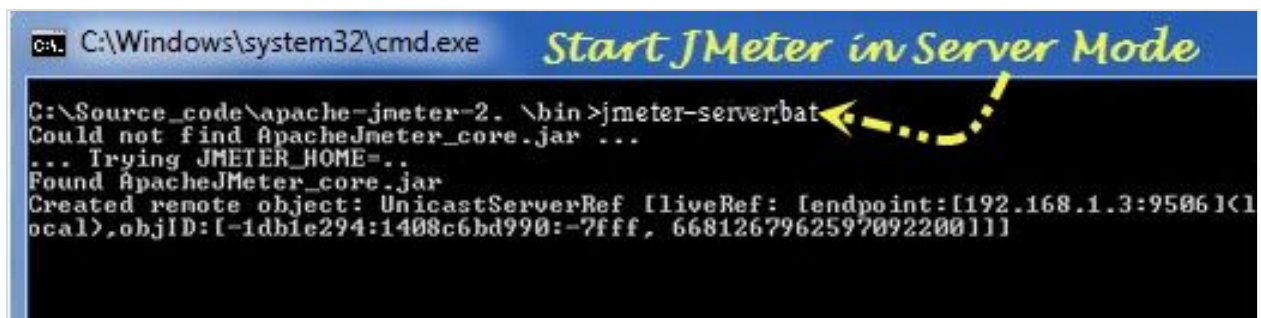 C:\Windows\system32\cmd.exe
Start JMeter in Server Mode
C:\Source_code\apache-jmeter-2. \bin>jmeter-server.bat
Could not find ApacheJmeter_core.jar ...
... Trying JMETER_HOME=..
Found ApacheJMeter_core.jar
Created remote object: UnicastServerRef [liveRef: [endpoint:[192.168.1.3:9506](l
ocal),objID:[-1db1e294:1408c6bd990:-7fff, 6681267962597092200]]]